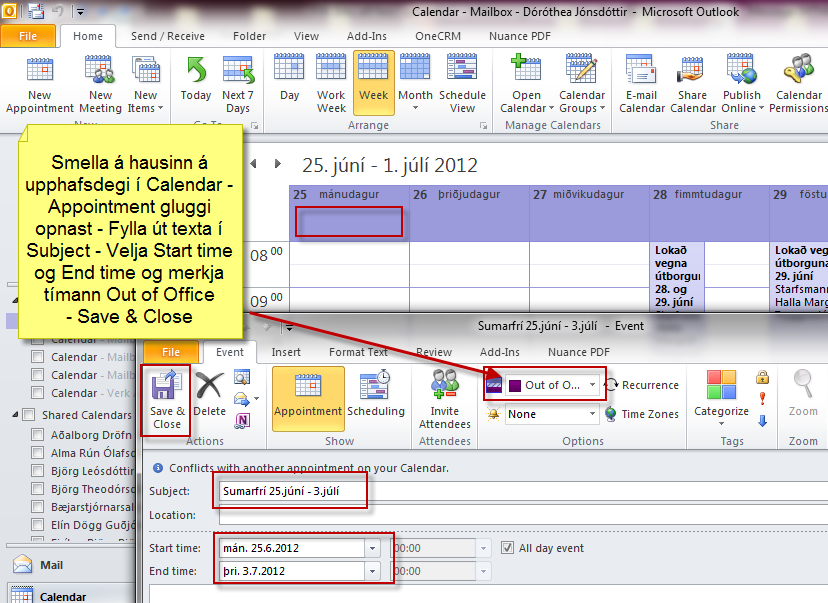 Calendar - Mailbox - Dóróthea Jónsdóttir - Microsoft Outlook
File Home Send / Receive Folder View Add-Ins OneCRM Nuance PDF
New Appointment
New Meeting
New Items
Today
Next 7 Days
Day
Work Week
Week
Month
Schedule View
Open Calendar
Calendar Groups
E-mail Calendar
Share Calendar
Publish Online
Calendar Permissions
New
Go To
Arrange
Manage Calendars
Share
Smella á hausinn á
upphafsdegi í Calendar -
Appointment gluggi
opnast - Fylla út texta í
Subject - Velja Start time
og End time og merkja
tímann Out of Office
- Save & Close
25. júní - 1. júlí 2012
25 mánudagur
26 þriðjudagur
27 miðvikudagur
28 fimmtudagur
29 föstu
08 00
09 00
Lokað
vegna
útborgu
28. og
29. júní
Lokað veg
útborguna
29. júní
Starfsmann
Halla Marg
Calendar - Mailb
Calendar - Mailb
Calendar - Mailb
Calendar - Verk
Shared Calendars
Aðalborg Dröfn
Alma Rún Ólafs
Björg Leósdóttir
Björg Theodórs
Bæjarstjórnarsal
Elín Dögg Guðj
Mail
Calendar
Sumarfrí 25.júní - 3.júlí - Event
File Event Insert Format Text Review Add-Ins Nuance PDF
Save & Close
Delete
Appointment
Scheduling
Invite Attendees
Out of O...
None
Recurrence
Time Zones
Categorize
Zoom
Actions
Show
Attendees
Options
Tags
Zoom
Conflicts with another appointment on your Calendar.
Subject: Sumarfrí 25.júní - 3.júlí
Location:
Start time: mán. 25.6.2012 00:00 All day event
End time: þri. 3.7.2012 00:00